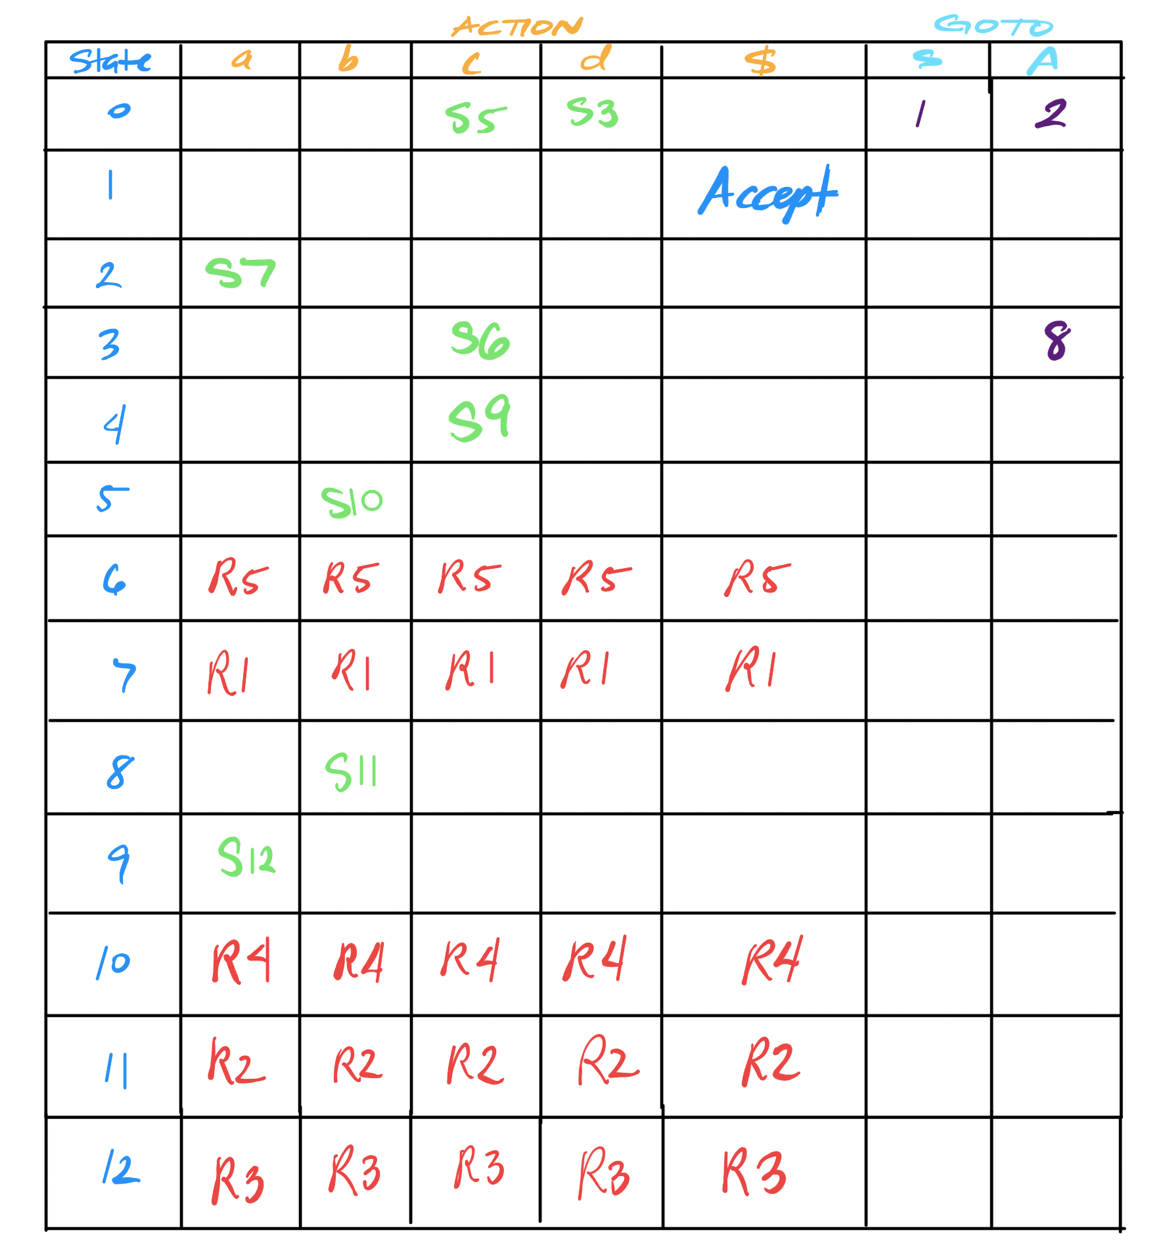 ACTION GOTO
State a b c d $ S A
0 S5 S3 1 2
1 Accept
2 S7
3 S6 8
4 S9
5 S10
6 R5 R5 R5 R5 R5
7 R1 R1 R1 R1 R1
8 S11
9 S12
10 R4 R4 R4 R4 R4
11 R2 R2 R2 R2 R2
12 R3 R3 R3 R3 R3